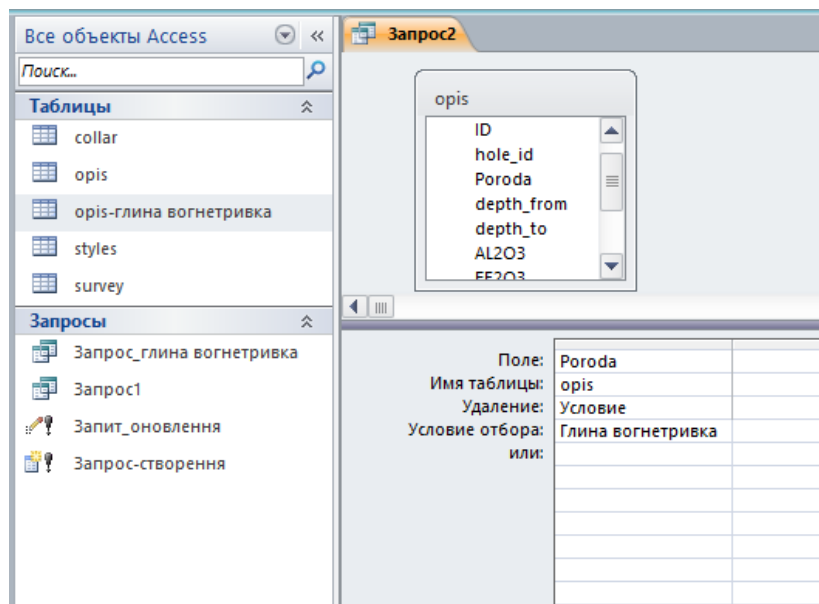 Все объекты Access
Поиск...
Таблицы
collar
opis
opis-глина вогнетривка
styles
survey
Запросы
Запрос_глина вогнетривка
Запрос1
Запит_оновлення
Запрос-створення
Запрос2
opis
ID
hole_id
Poroda
depth_from
depth_to
AL2O3
FE2O3
Поле: Poroda
Имя таблицы: opis
Удаление: Условие
Условие отбора: Глина вогнетривка
или: